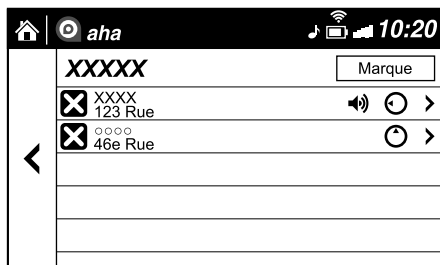 aha 10:20
XXXXX Marque
XXXX
123 Rue
○○○○
46e Rue